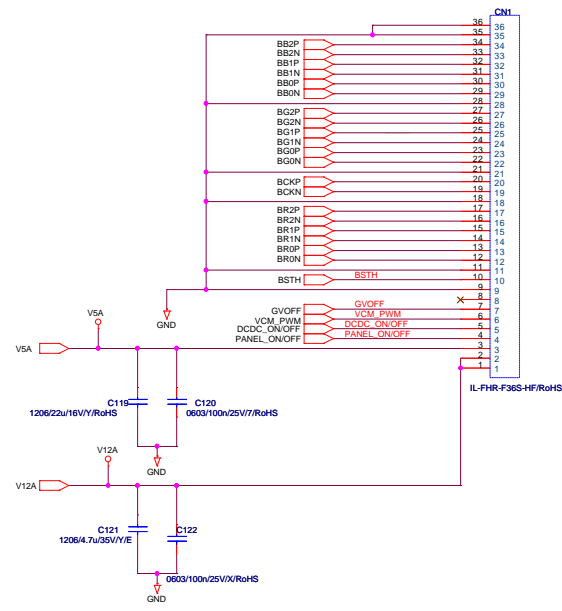 CN1
36 36
35 35
BB2P 34 34
BB2N 33 33
BB1P 32 32
BB1N 31 31
BB0P 30 30
BB0N 29 29
28 28
BG2P 27 27
BG2N 26 26
BG1P 25 25
BG1N 24 24
BG0P 23 23
BG0N 22 22
21 21
BCKP 20 20
BCKN 19 19
18 18
BR2P 17 17
BR2N 16 16
BR1P 15 15
BR1N 14 14
BR0P 13 13
BR0N 12 12
11 11
BSTH BSTH 10 10
9 9
8 8
GVOFF GVOFF 7 7
VCM_PWM VCM_PWM 6 6
DCDC_ON/OFF DCDC_ON/OFF 5 5
PANEL_ON/OFF PANEL_ON/OFF 4 4
3 3
2 2
1 1
GND
V5A
V5A
IL-FHR-F36S-HF/RoHS
C119
1206/22u/16V/Y/RoHS
C120
0603/100n/25V/7/RoHS
GND
V12A
V12A
C121
1206/4.7u/35V/Y/E
C122
0603/100n/25V/X/RoHS
GND